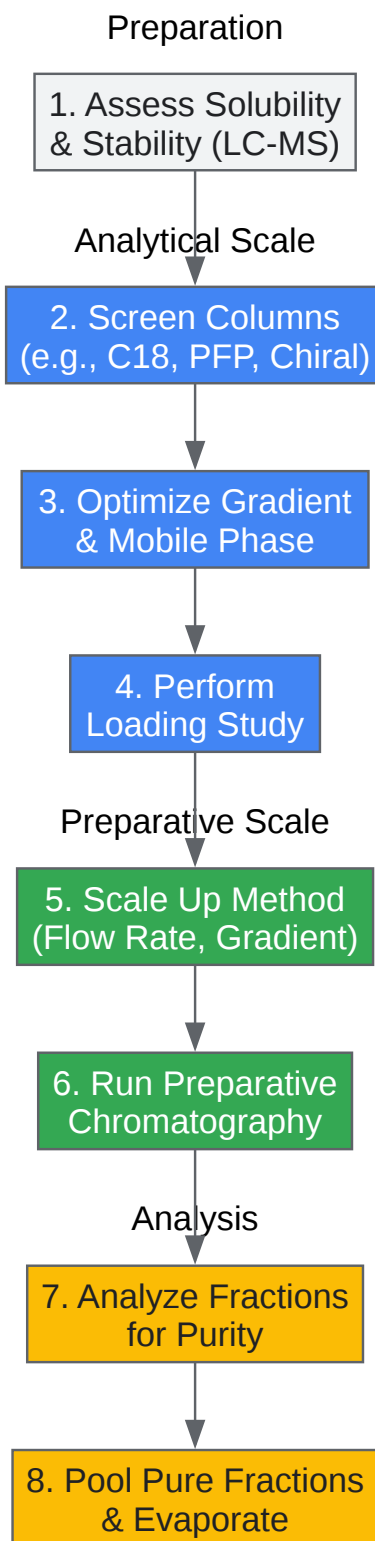 Preparation
1. Assess Solubility
& Stability (LC-MS)
Analytical Scale
2. Screen Columns
(e.g., C18, PFP, Chiral)
3. Optimize Gradient
& Mobile Phase
4. Perform
Loading Study
Preparative Scale
5. Scale Up Method
(Flow Rate, Gradient)
6. Run Preparative
Chromatography
Analysis
7. Analyze Fractions
for Purity
8. Pool Pure Fractions
& Evaporate